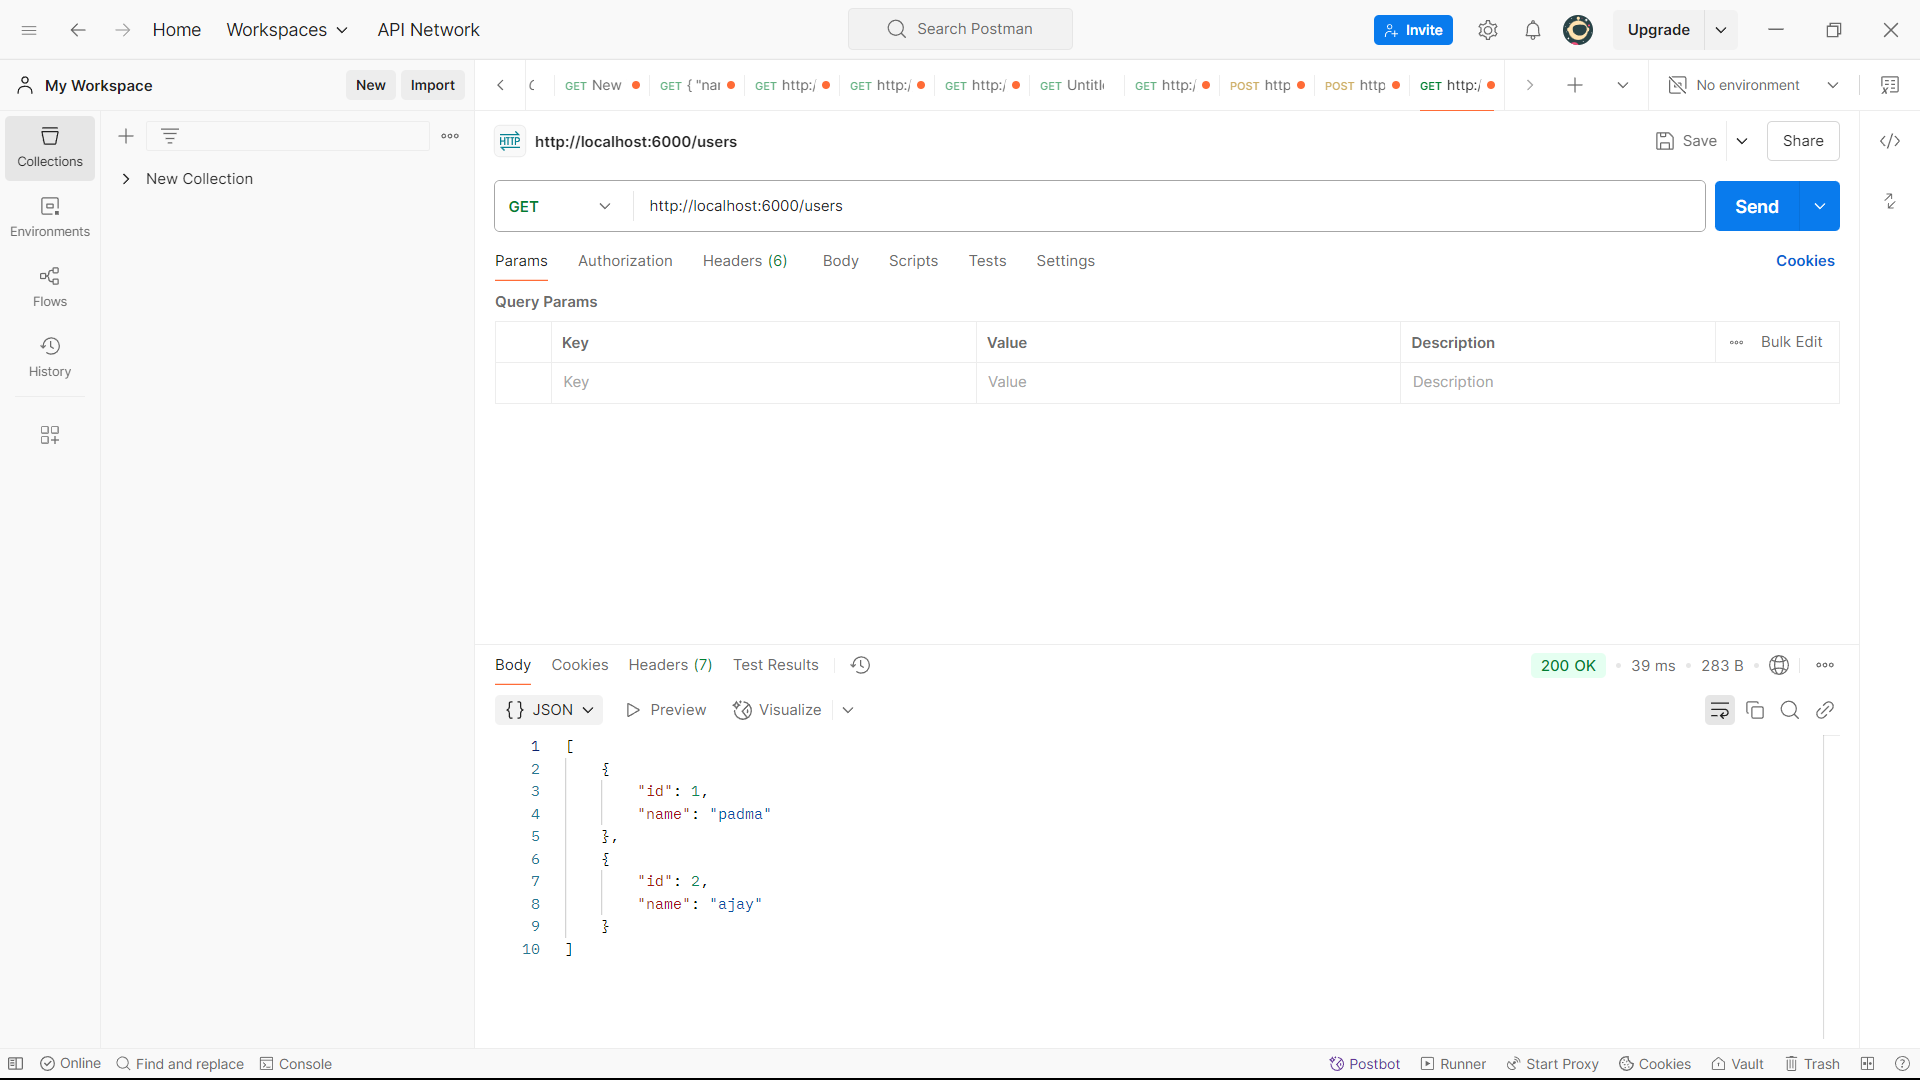 Home Workspaces API Network Search Postman Invite Upgrade
My Workspace New Import GET New GET { "nar GET http:/ GET http:/ GET http:/ GET Untitle GET http:/ POST http POST http GET http:/ No environment
Collections
Environments
Flows
History
New Collection
HTTP http://localhost:6000/users Save Share
GET http://localhost:6000/users Send
Params Authorization Headers (6) Body Scripts Tests Settings Cookies
Query Params
Key Value Description Bulk Edit
Key Value Description
Body Cookies Headers (7) Test Results 200 OK 39 ms 283 B
{} JSON Preview Visualize
1 [
2 {
3 "id": 1,
4 "name": "padma"
5 },
6 {
7 "id": 2,
8 "name": "ajay"
9 }
10 ]
Online Find and replace Console Postbot Runner Start Proxy Cookies Vault Trash